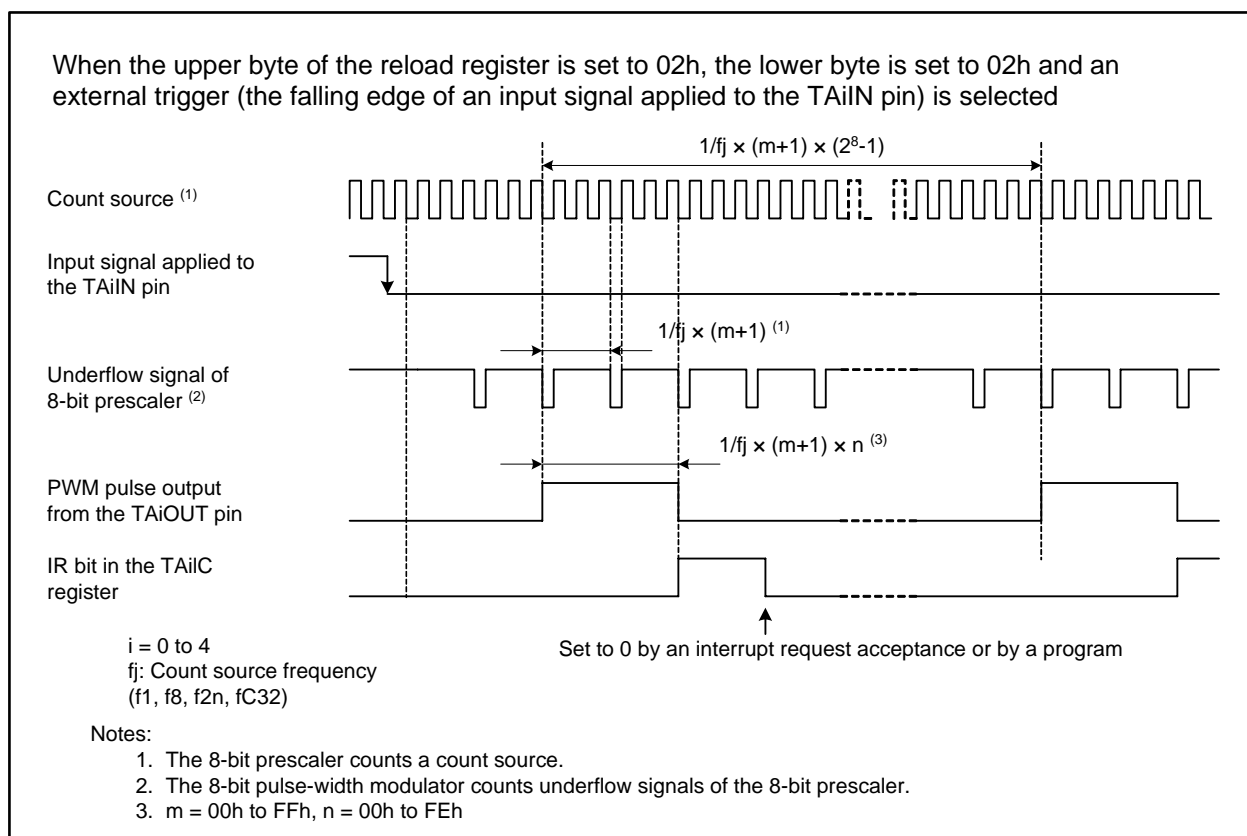 When the upper byte of the reload register is set to 02h, the lower byte is set to 02h and an
external trigger (the falling edge of an input signal applied to the TAiIN pin) is selected
1/fj × (m+1) × (2⁸-1)
Count source (1)
Input signal applied to
the TAiIN pin
1/fj × (m+1) (1)
Underflow signal of
8-bit prescaler (2)
1/fj × (m+1) × n (3)
PWM pulse output
from the TAiOUT pin
IR bit in the TAiIC
register
Set to 0 by an interrupt request acceptance or by a program
i = 0 to 4
fj: Count source frequency
(f1, f8, f2n, fC32)
Notes:
1. The 8-bit prescaler counts a count source.
2. The 8-bit pulse-width modulator counts underflow signals of the 8-bit prescaler.
3. m = 00h to FFh, n = 00h to FEh